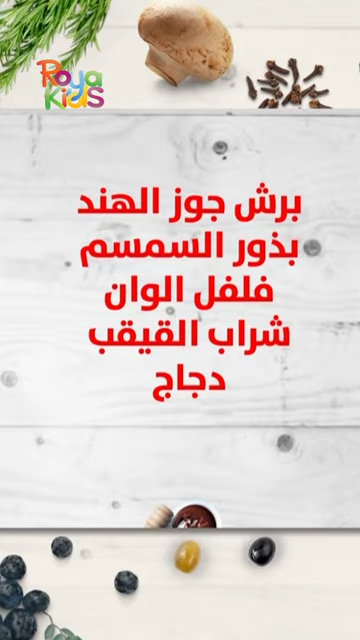 Roya
Kids
برش جوز الهند
بذور السمسم
فلفل الوان
شراب القيقب
دجاج